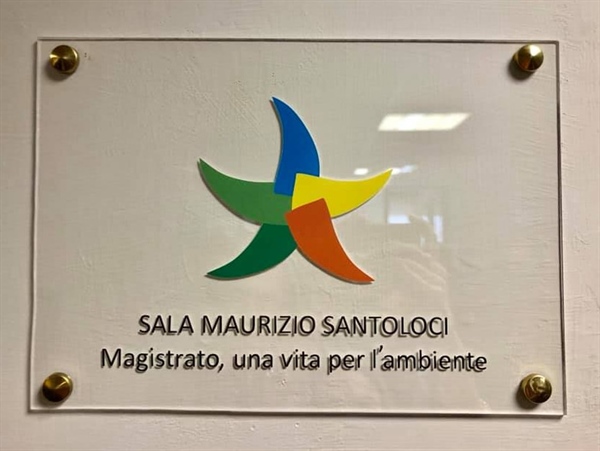 SALA MAURIZIO SANTOLOCI
Magistrato, una vita per l'ambiente